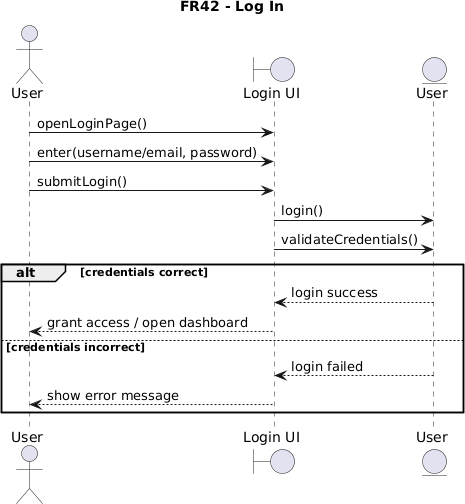 FR42 - Log In
User
Login UI
User
openLoginPage()
enter(username/email, password)
submitLogin()
login()
validateCredentials()
alt [credentials correct]
login success
grant access / open dashboard
[credentials incorrect]
login failed
show error message
User
Login UI
User